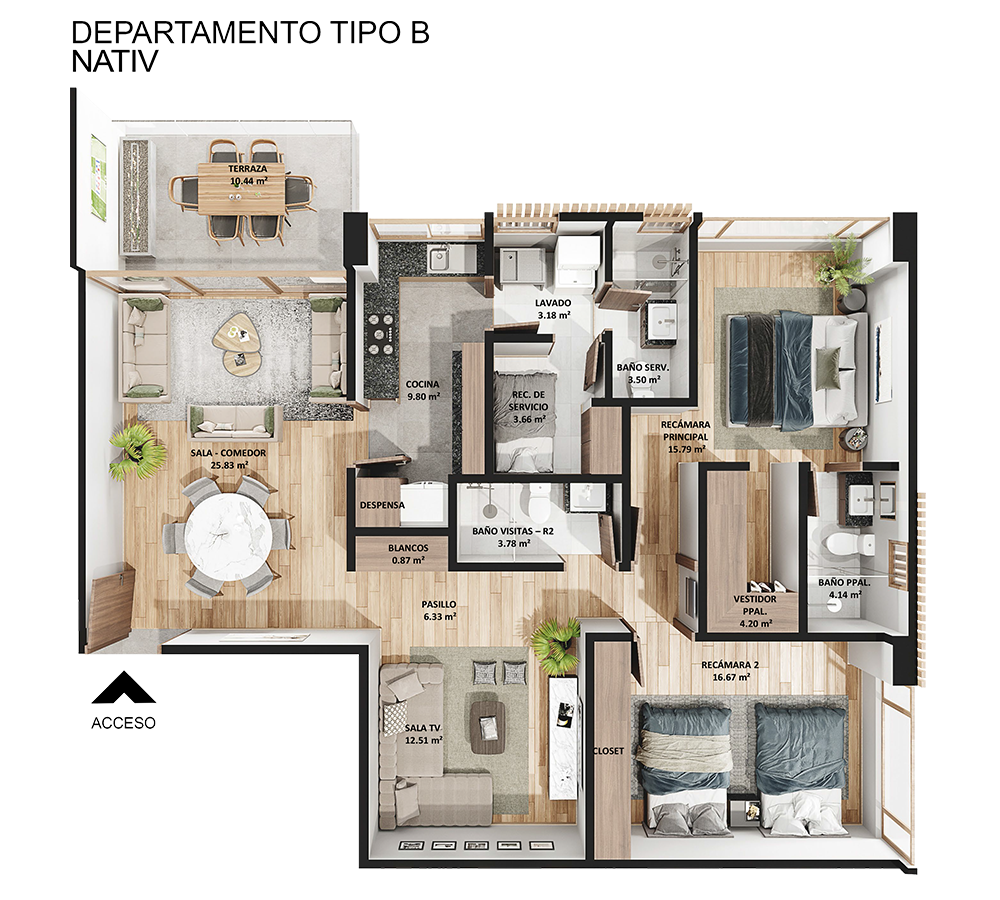 DEPARTAMENTO TIPO B
NATIV
TERRAZA
10.44 m²
LAVADO
3.18 m²
COCINA
9.80 m²
BAÑO SERV.
3.50 m²
REC. DE
SERVICIO
3.66 m²
RECÁMARA
PRINCIPAL
15.79 m²
SALA - COMEDOR
25.83 m²
DESPENSA
BAÑO VISITAS – R2
3.78 m²
BLANCOS
0.87 m²
BAÑO PPAL.
4.14 m²
VESTIDOR
PPAL.
4.20 m²
PASILLO
6.33 m²
RECÁMARA 2
16.67 m²
ACCESO
SALA TV
12.51 m²
CLOSET